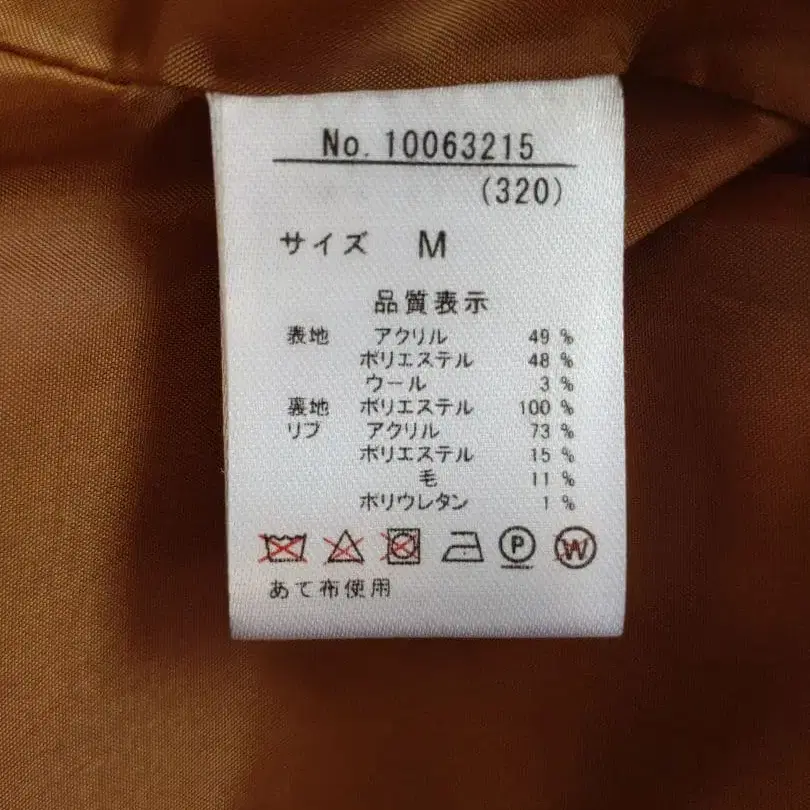 No. 10063215
(320)
サイズ M
品質表示
表地 アクリル 49 %
ポリエステル 48 %
ウール 3 %
裏地 ポリエステル 100 %
リブ アクリル 73 %
ポリエステル 15 %
毛 11 %
ポリウレタン 1 %
P W
あて布使用